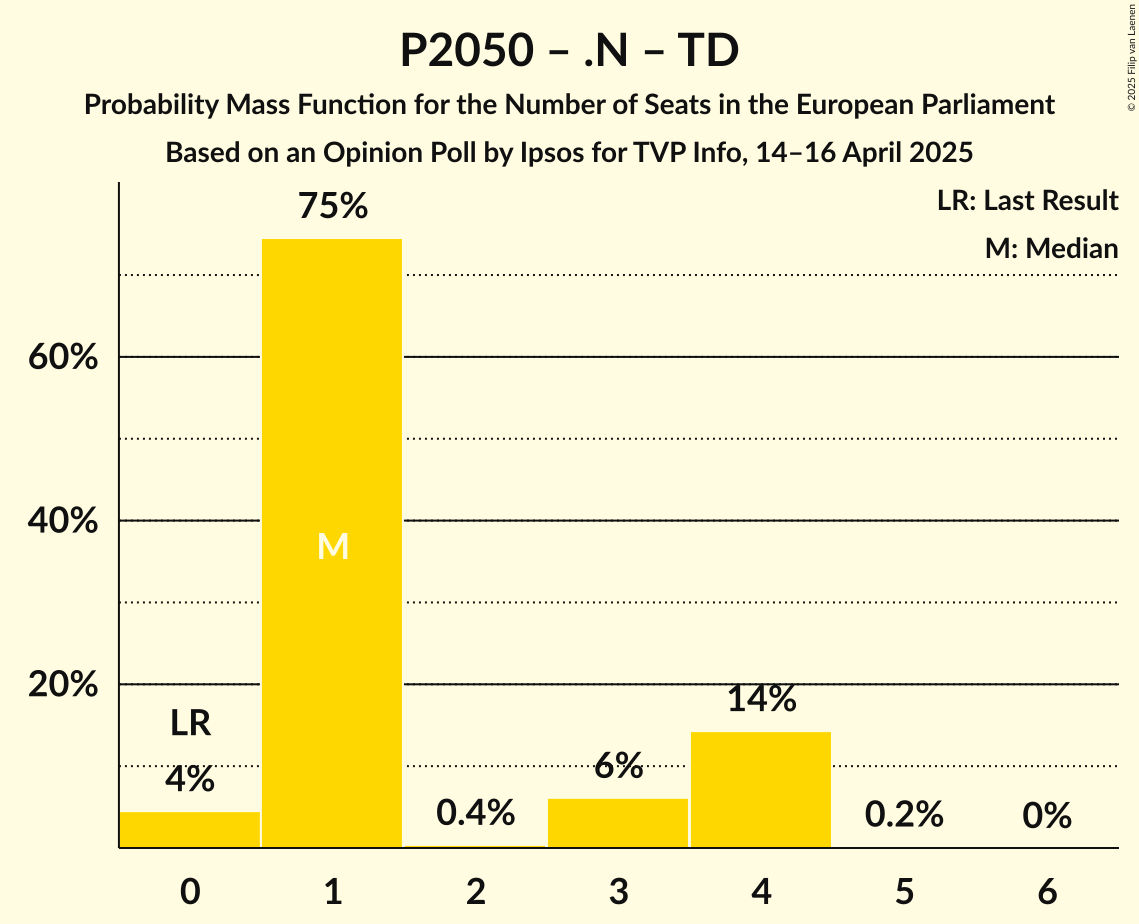 P2050 – .N – TD
Probability Mass Function for the Number of Seats in the European Parliament
Based on an Opinion Poll by Ipsos for TVP Info, 14–16 April 2025
© 2025 Filip van Laenen
LR: Last Result
M: Median
75%
60%
40%
20%
M
LR
4%
0.4%
6%
14%
0.2%
0%
0 1 2 3 4 5 6